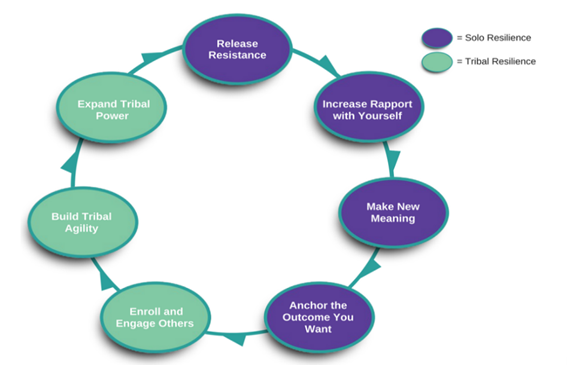 Release
Resistance
= Solo Resilience
= Tribal Resilience
Increase Rapport
with Yourself
Make New
Meaning
Anchor the
Outcome You
Want
Enroll and
Engage Others
Build Tribal
Agility
Expand Tribal
Power